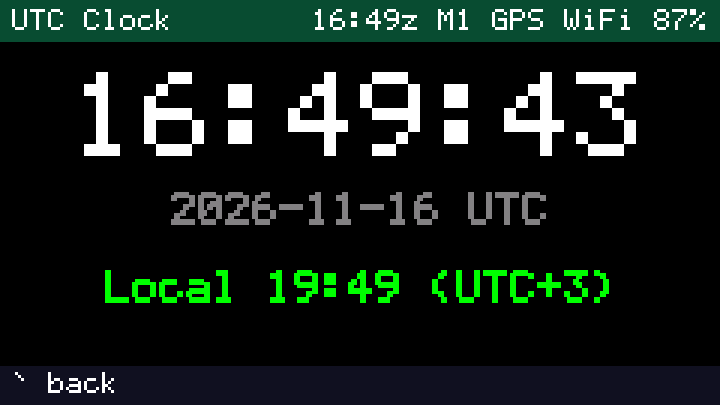 UTC Clock 16:49z M1 GPS WiFi 87%
16:49:43
2026-11-16 UTC
Local 19:49 (UTC+3)
` back